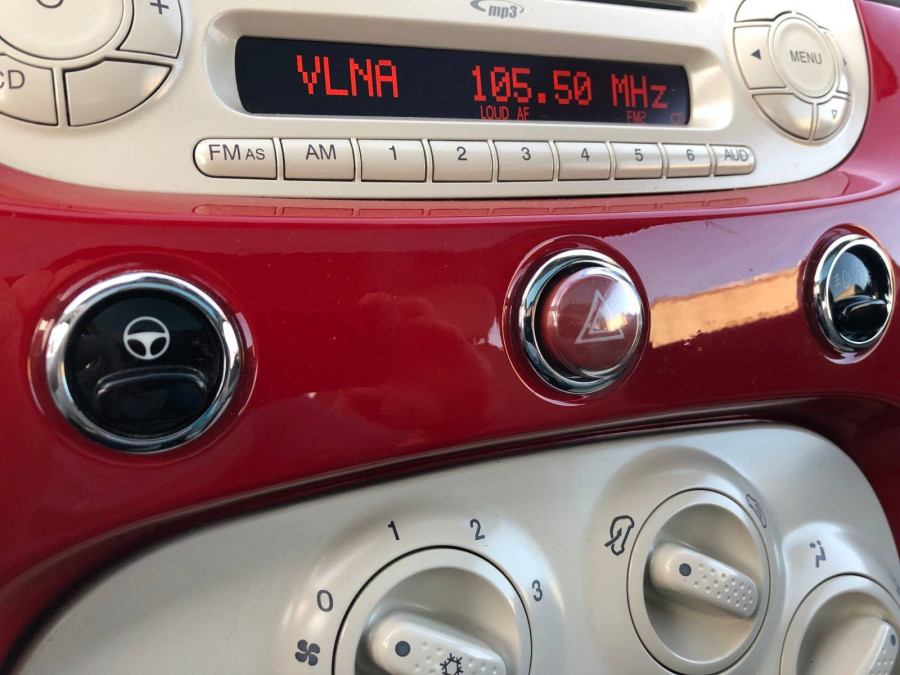 mp3
CD
MENU
VLNA 105.50 MHz
LOUD AF
FM AS AM 1 2 3 4 5 6 AUD
0 1 2 3